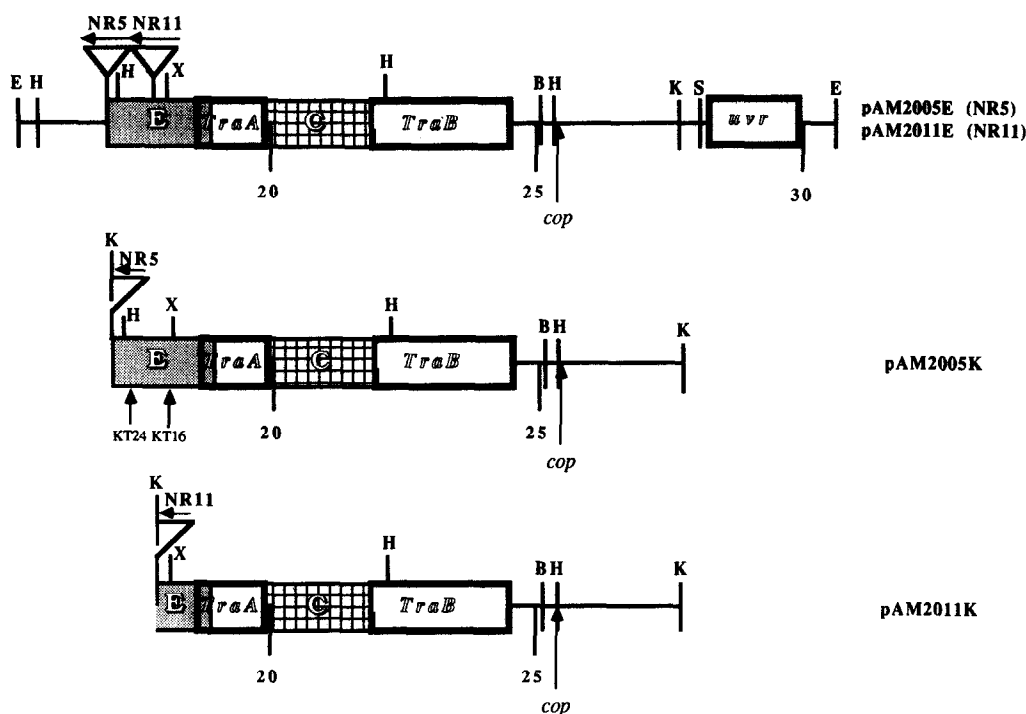 NR5 NR11
E H H X H B H K S E
E TraA C TraB uvr pAM2005E (NR5)
pAM2011E (NR11)
20 25 30
cop
K
NR5
H X H B H K
E TraA C TraB pAM2005K
KT24 KT16 20 25
cop
K
NR11
X H B H K
E TraA C TraB pAM2011K
20 25
cop